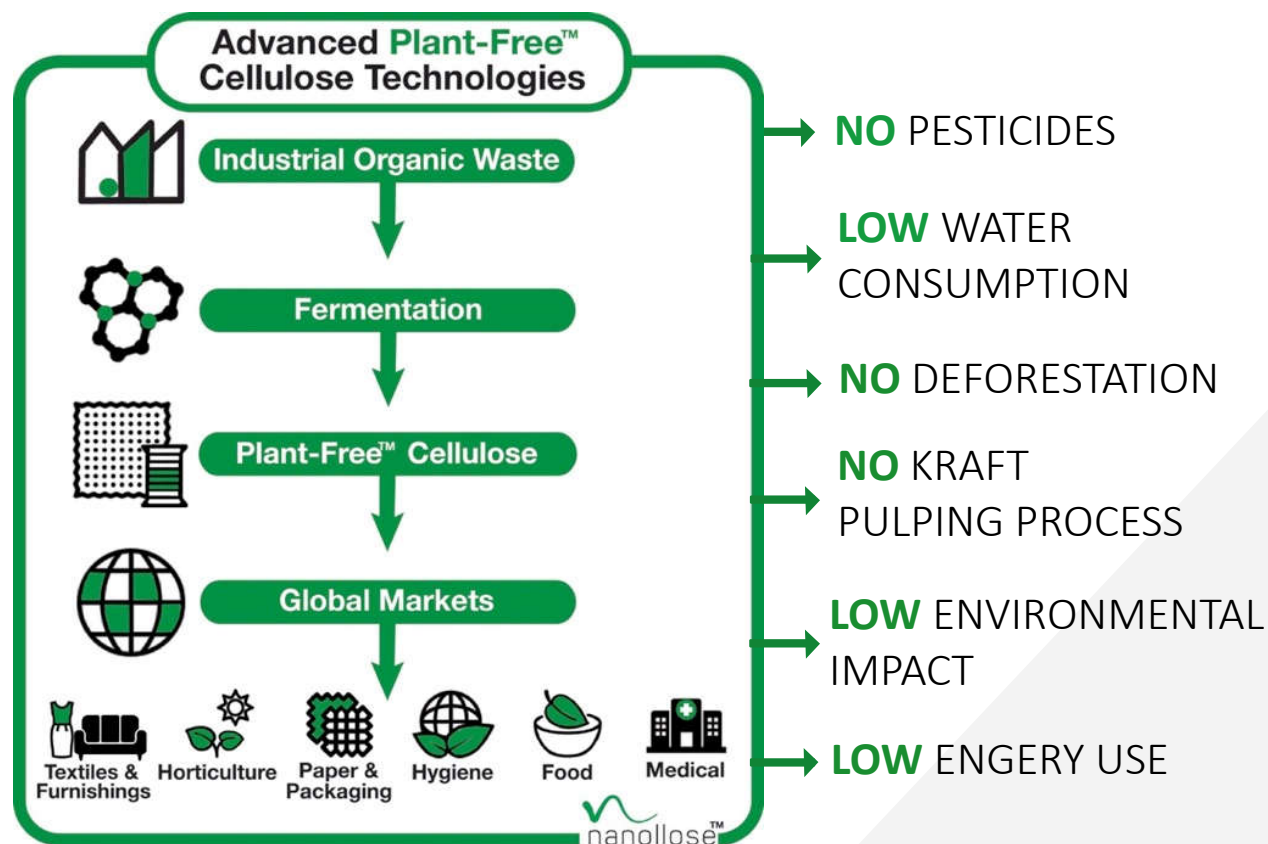 Advanced Plant-Free™
Cellulose Technologies
Industrial Organic Waste
Fermentation
Plant-Free™ Cellulose
Global Markets
Textiles &
Furnishings
Horticulture
Paper &
Packaging
Hygiene
Food
Medical
nanollose™
NO PESTICIDES
LOW WATER
CONSUMPTION
NO DEFORESTATION
NO KRAFT
PULPING PROCESS
LOW ENVIRONMENTAL
IMPACT
LOW ENGERY USE